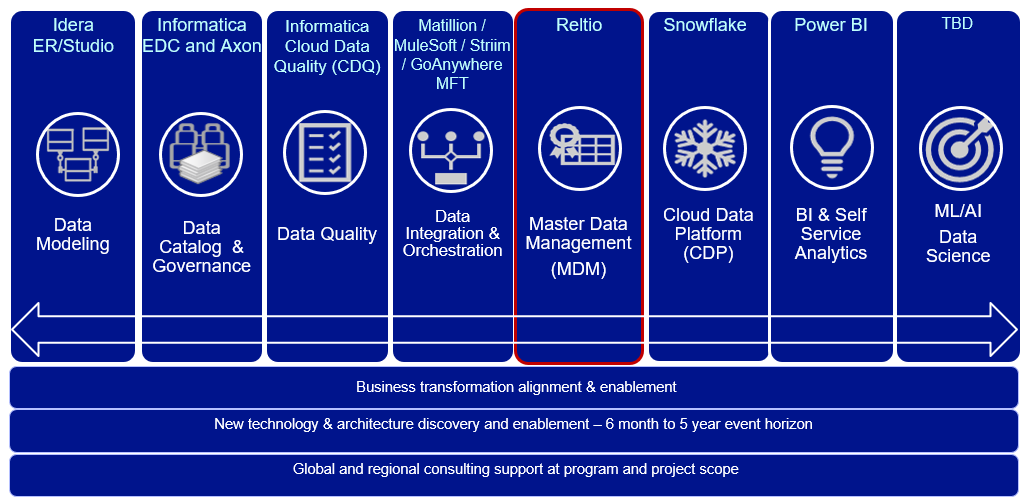 Idera
ER/Studio
Data
Modeling
Informatica
EDC and Axon
Data
Catalog &
Governance
Informatica
Cloud Data
Quality (CDQ)
Data Quality
Matillion /
MuleSoft / Striim
/ GoAnywhere
MFT
Data
Integration &
Orchestration
Reltio
Master Data
Management
(MDM)
Snowflake
Cloud Data
Platform
(CDP)
Power BI
BI & Self
Service
Analytics
TBD
ML/AI
Data
Science
Business transformation alignment & enablement
New technology & architecture discovery and enablement – 6 month to 5 year event horizon
Global and regional consulting support at program and project scope